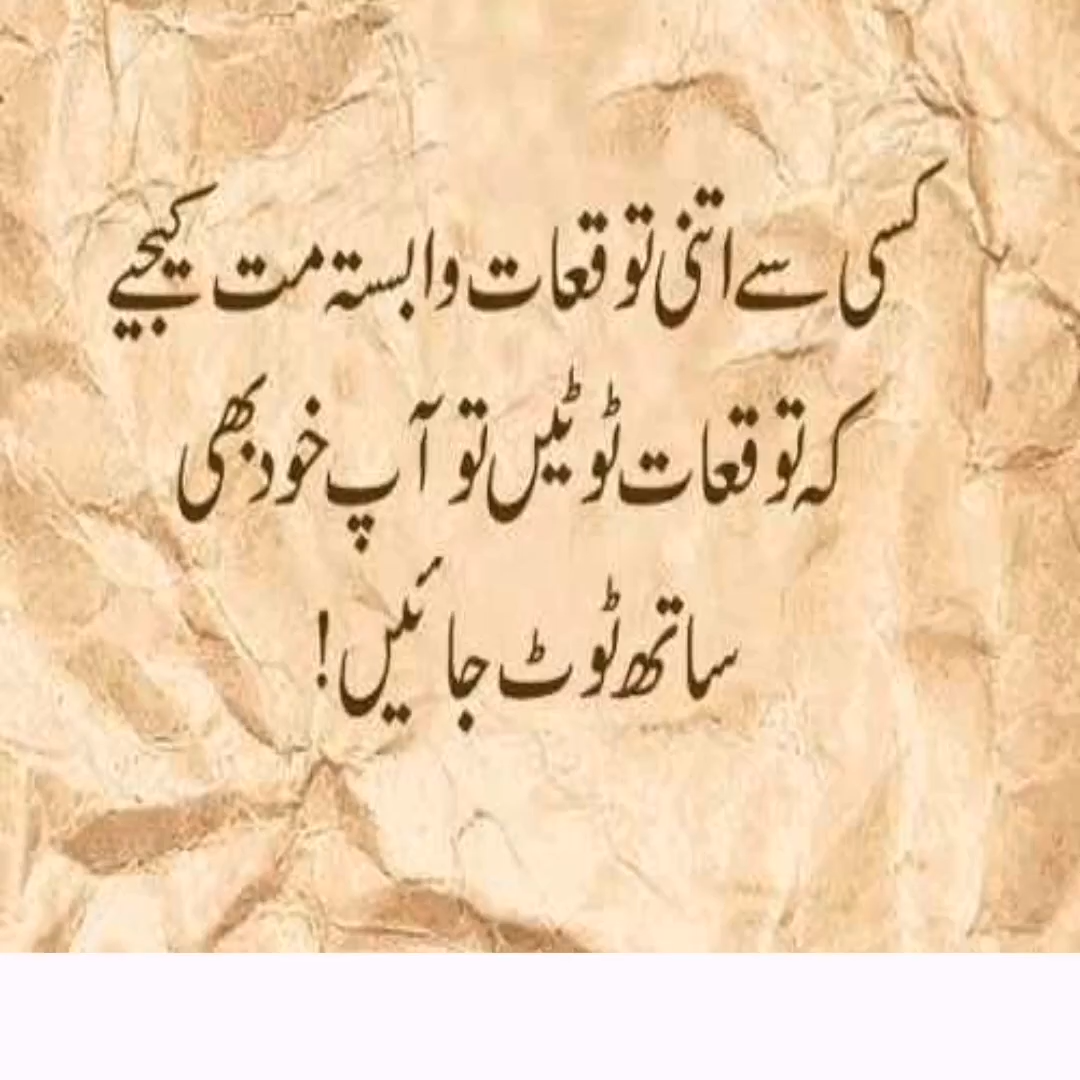 کسی سے اتنی توقعات وابستہ مت کیجیے
کہ توقعات ٹوٹیں تو آپ خود بھی
ساتھ ٹوٹ جائیں!